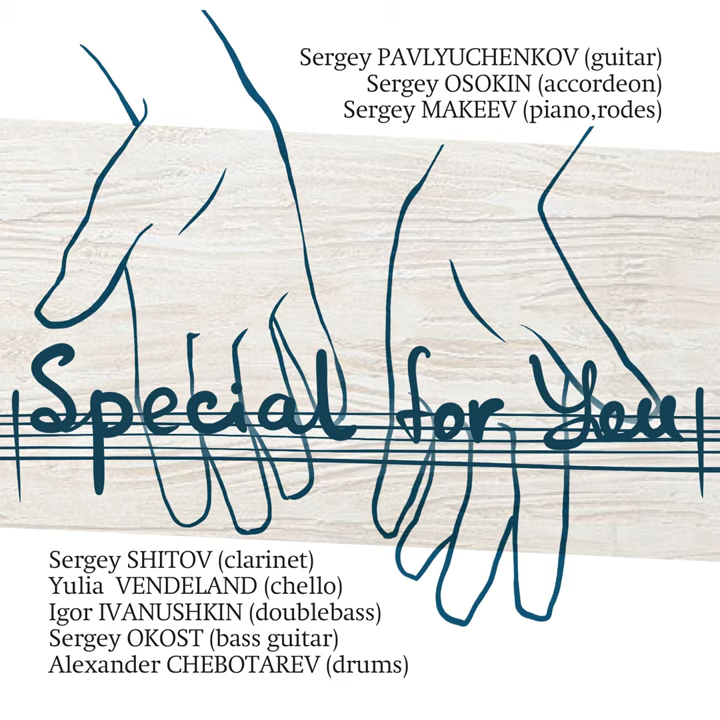 Sergey PAVLYUCHENKOV (guitar)
Sergey OSOKIN (accordeon)
Sergey MAKEEV (piano,rodes)
Special for You
Sergey SHITOV (clarinet)
Yulia VENDELAND (chello)
Igor IVANUSHKIN (doublebass)
Sergey OKOST (bass guitar)
Alexander CHEBOTAREV (drums)